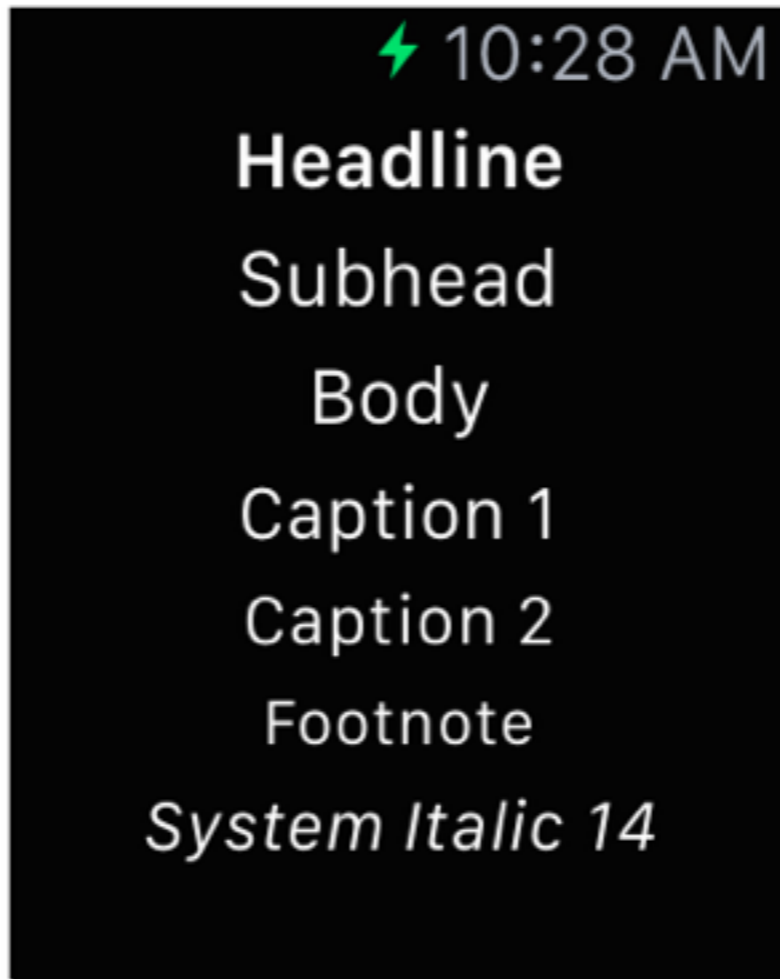 10:28 AM
Headline
Subhead
Body
Caption 1
Caption 2
Footnote
System Italic 14